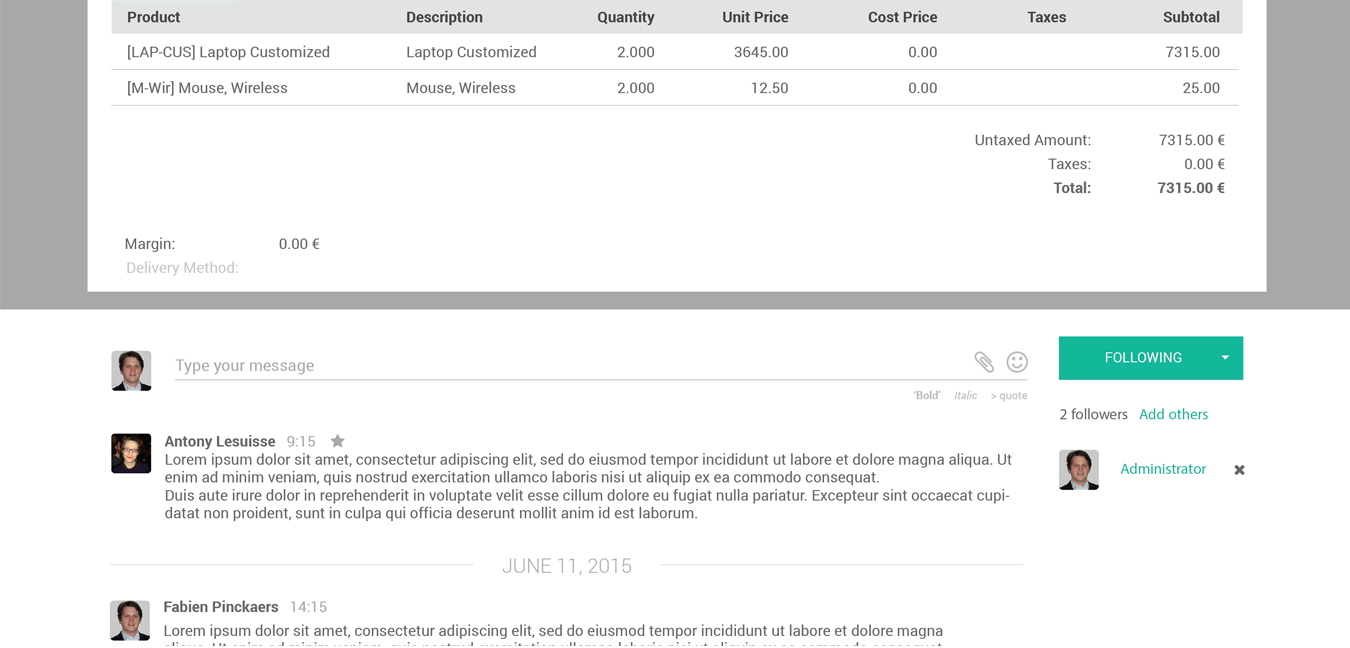 Product Description Quantity Unit Price Cost Price Taxes Subtotal
[LAP-CUS] Laptop Customized Laptop Customized 2.000 3645.00 0.00 7315.00
[M-Wir] Mouse, Wireless Mouse, Wireless 2.000 12.50 0.00 25.00
Untaxed Amount: 7315.00 €
Taxes: 0.00 €
Total: 7315.00 €
Margin: 0.00 €
Delivery Method:
Type your message
'Bold' Italic > quote
FOLLOWING
2 followers Add others
Administrator
Antony Lesuisse 9:15
Lorem ipsum dolor sit amet, consectetur adipiscing elit, sed do eiusmod tempor incididunt ut labore et dolore magna aliqua. Ut
enim ad minim veniam, quis nostrud exercitation ullamco laboris nisi ut aliquip ex ea commodo consequat.
Duis aute irure dolor in reprehenderit in voluptate velit esse cillum dolore eu fugiat nulla pariatur. Excepteur sint occaecat cupi-
datat non proident, sunt in culpa qui officia deserunt mollit anim id est laborum.
JUNE 11, 2015
Fabien Pinckaers 14:15
Lorem ipsum dolor sit amet, consectetur adipiscing elit, sed do eiusmod tempor incididunt ut labore et dolore magna